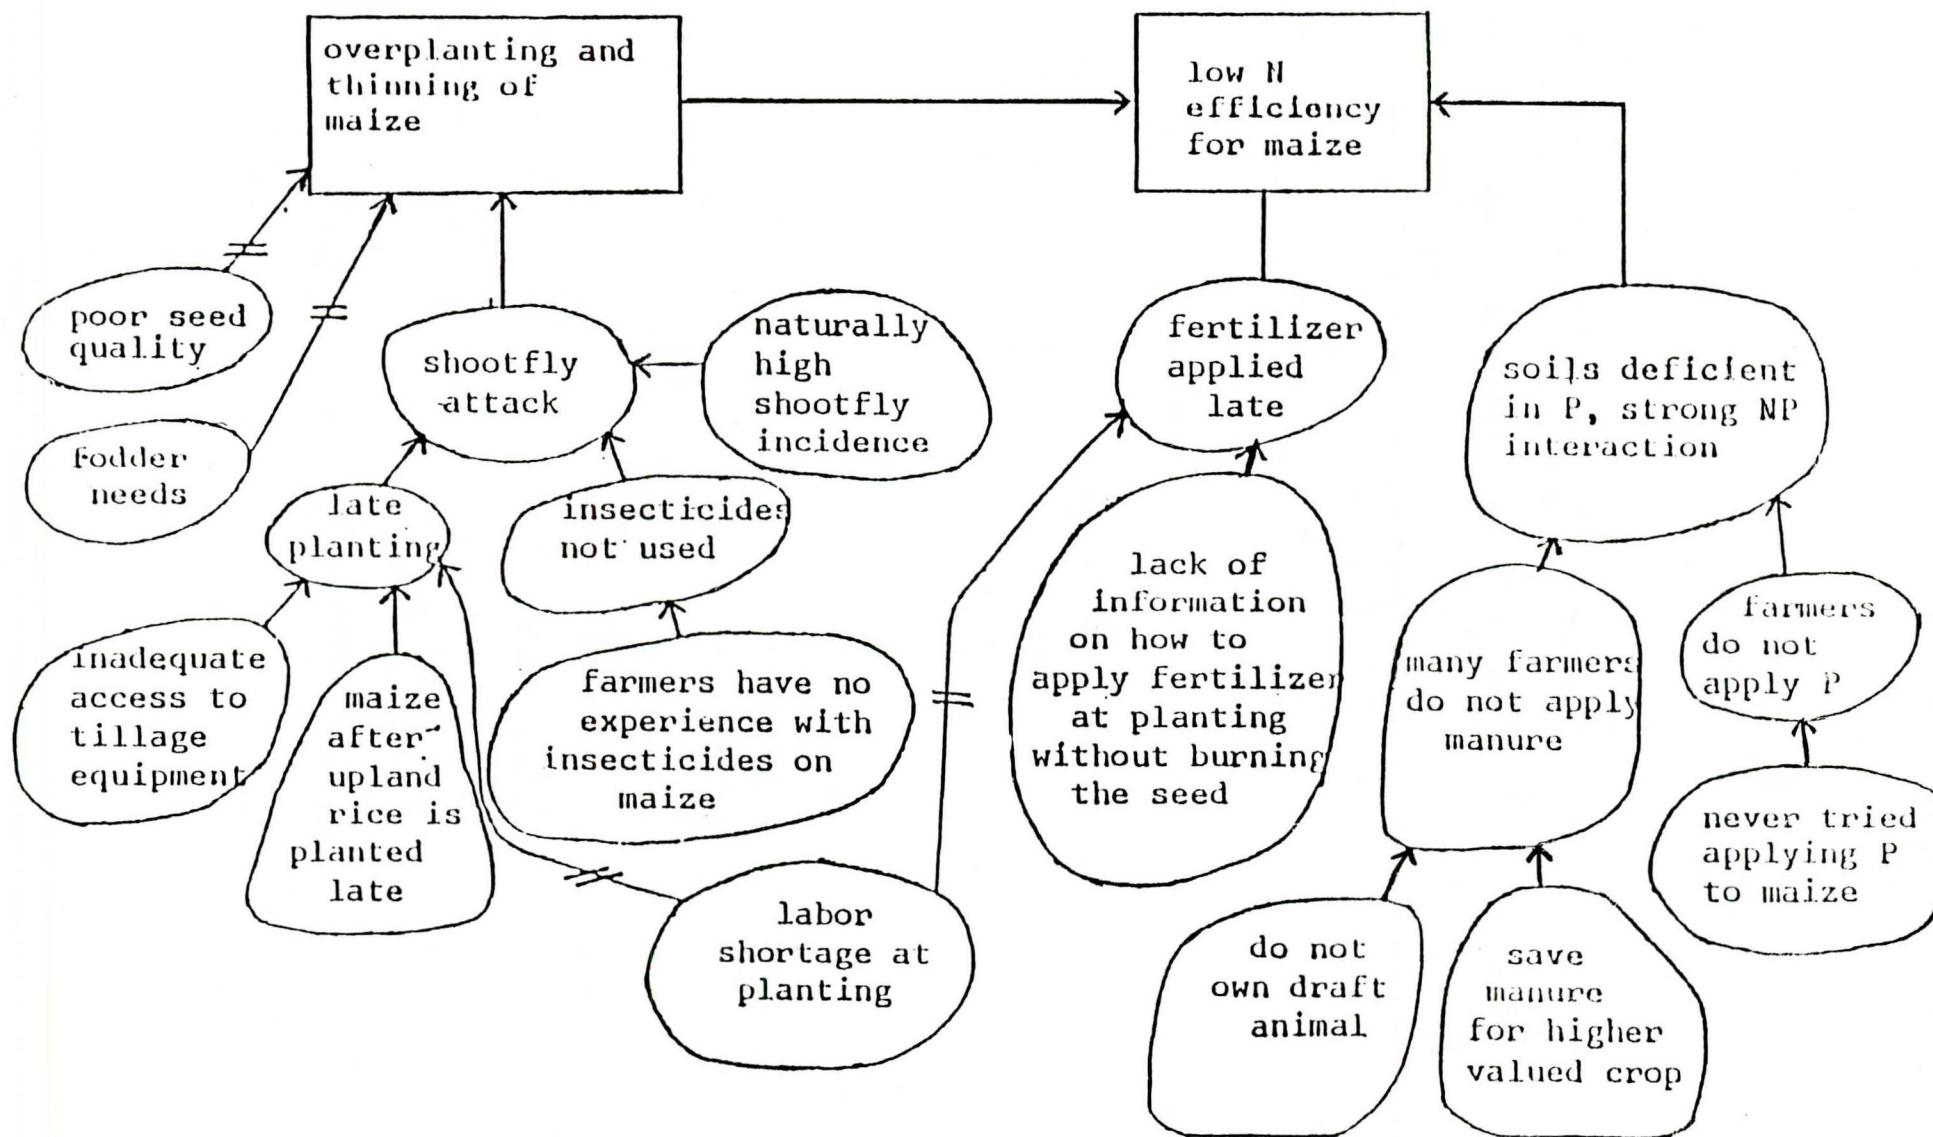 overplanting and
thinning of
maize
low N
efficiency
for maize
poor seed
quality
fodder
needs
shootfly
attack
naturally
high
shootfly
incidence
fertilizer
applied
late
soils deficient
in P, strong NP
interaction
late
planting
insecticides
not used
lack of
information
on how to
apply fertilizer
at planting
without burning
the seed
many farmers
do not apply
manure
farmers
do not
apply P
inadequate
access to
tillage
equipment
maize
after
upland
rice is
planted
late
farmers have no
experience with
insecticides on
maize
never tried
applying P
to maize
labor
shortage at
planting
do not
own draft
animal
save
manure
for higher
valued crop